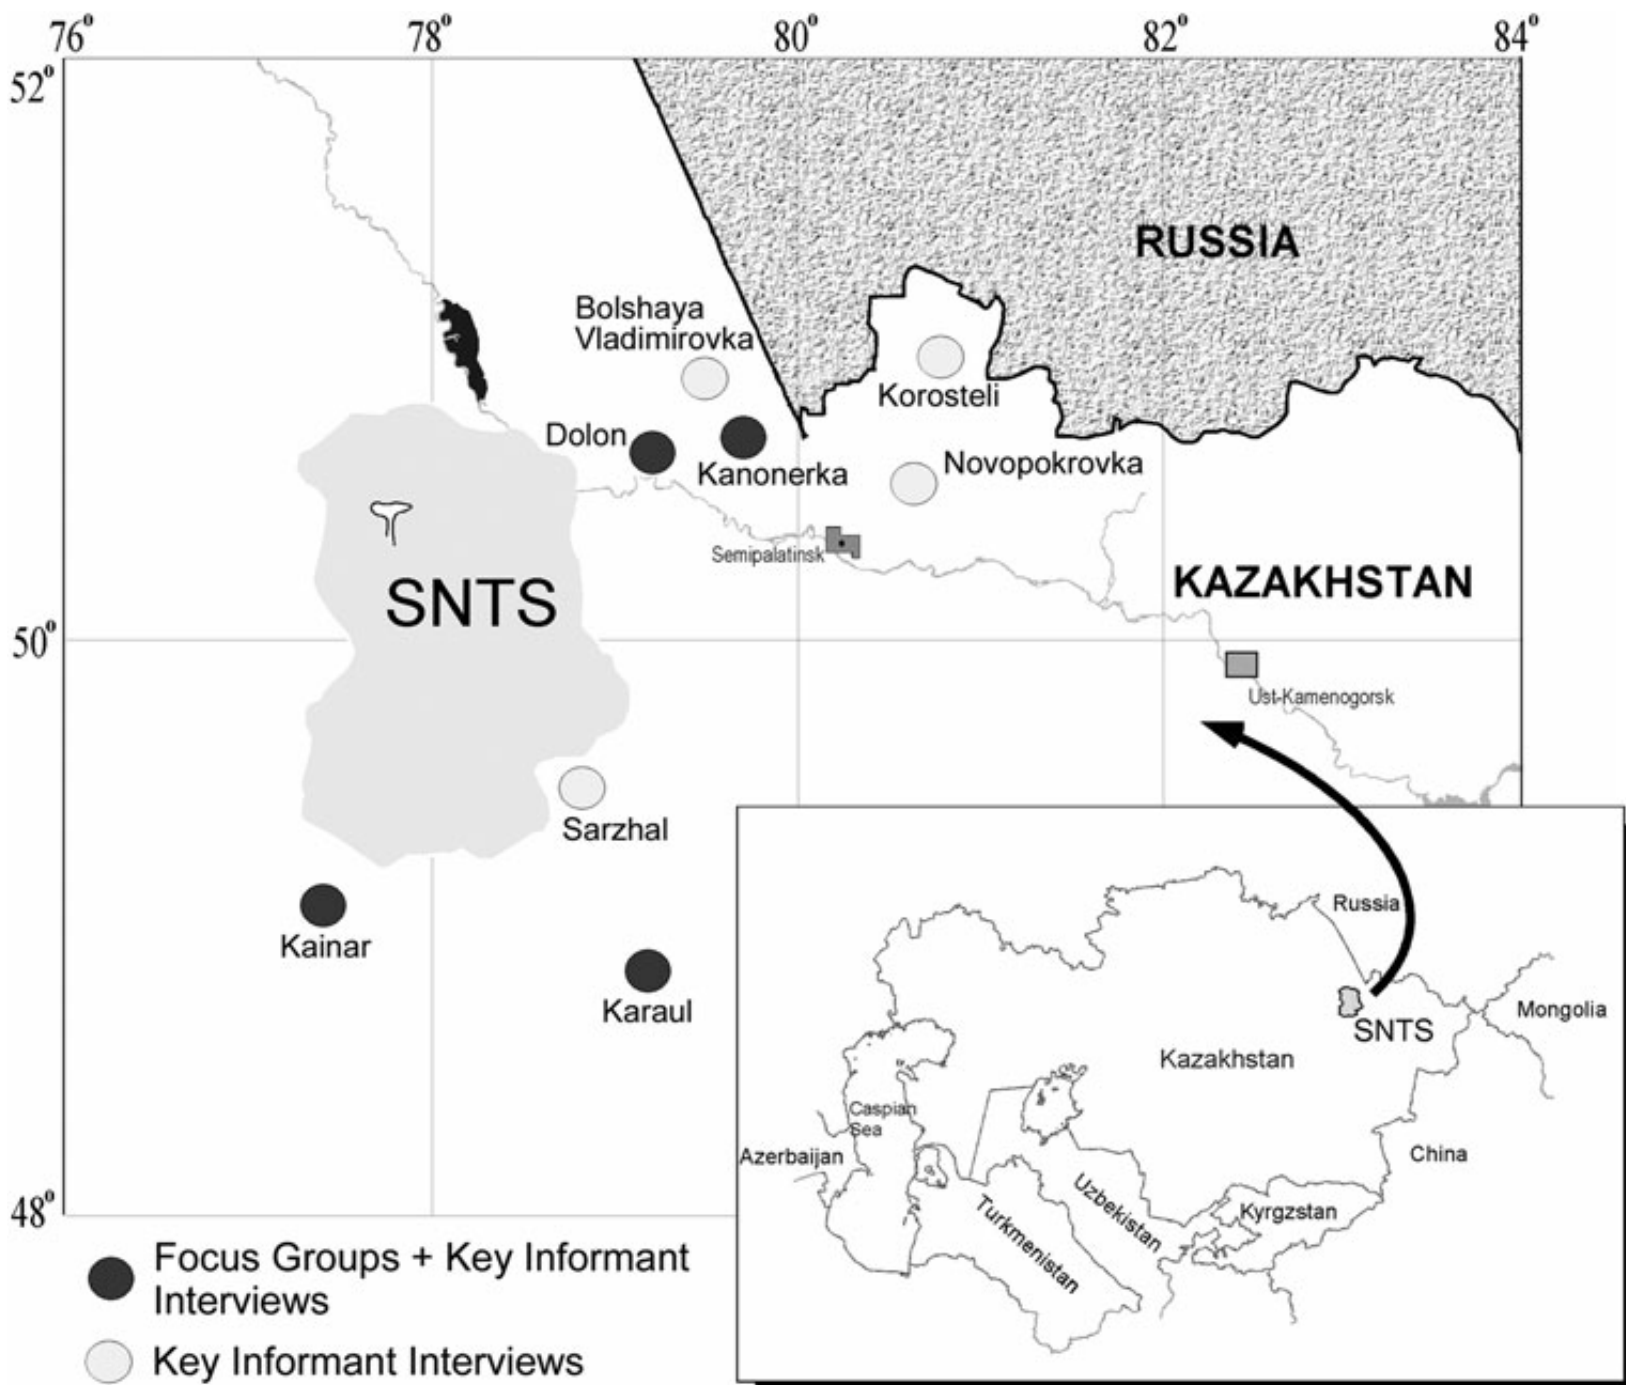 76° 78° 80° 82° 84°
52°
RUSSIA
Bolshaya
Vladimirovka
Korosteli
Dolon
Kanonerka
Novopokrovka
Semipalatinsk
KAZAKHSTAN
SNTS
50°
Ust-Kamenogorsk
Sarzhal
Kainar
Karaul
48°
Russia
Mongolia
SNTS
Kazakhstan
Caspian
Sea
Azerbaijan
China
Uzbekistan
Kyrgzstan
Turkmenistan
Focus Groups + Key Informant
Interviews
Key Informant Interviews